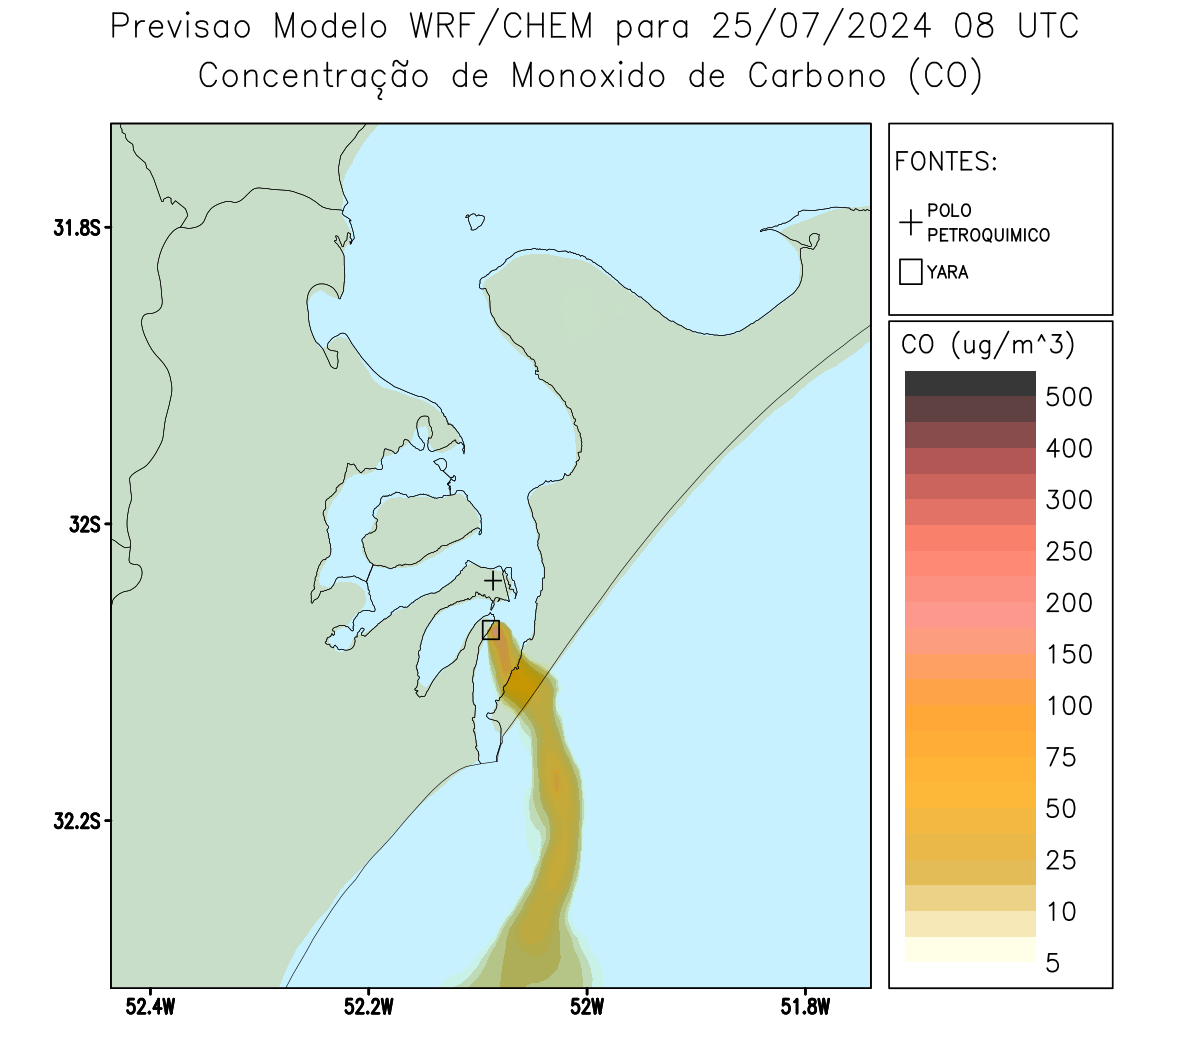 Previsao Modelo WRF/CHEM para 25/07/2024 08 UTC
Concentração de Monoxido de Carbono (CO)
FONTES:
POLO
PETROQUIMICO
YARA
CO (ug/m^3)
500
400
300
250
200
150
100
75
50
25
10
5
31.8S
32S
32.2S
52.4W
52.2W
52W
51.8W